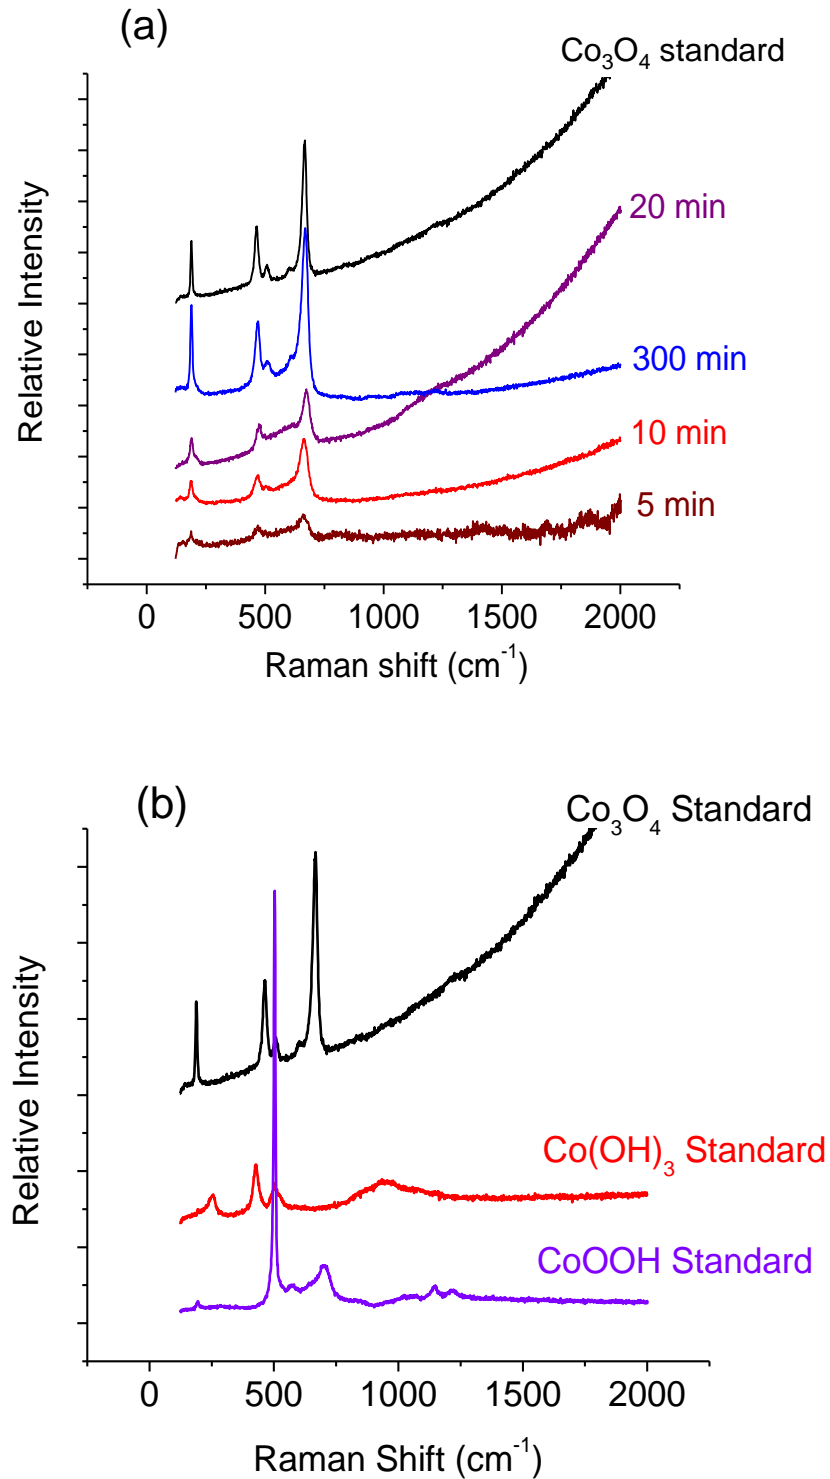 (a)
Co₃O₄ standard
20 min
300 min
10 min
5 min
Relative Intensity
0 500 1000 1500 2000
Raman shift (cm⁻¹)
(b)
Co₃O₄ Standard
Co(OH)₃ Standard
CoOOH Standard
Relative Intensity
0 500 1000 1500 2000
Raman Shift (cm⁻¹)